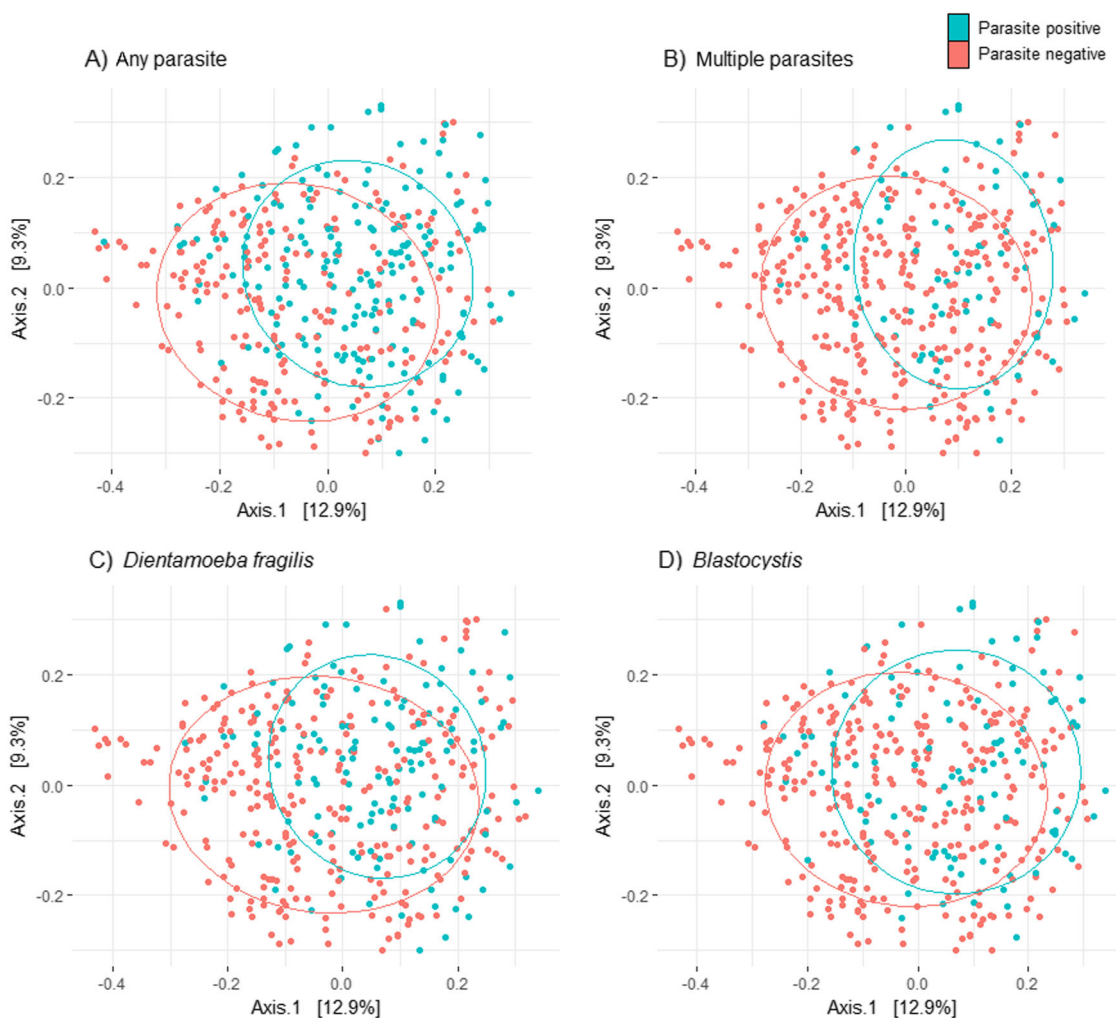 Parasite positive
Parasite negative
A) Any parasite
B) Multiple parasites
0.2
0.0
-0.2
Axis.2 [9.3%]
-0.4
-0.2
0.0
0.2
Axis.1 [12.9%]
0.2
0.0
-0.2
Axis.2 [9.3%]
-0.4
-0.2
0.0
0.2
Axis.1 [12.9%]
C) Dientamoeba fragilis
D) Blastocystis
0.2
0.0
-0.2
Axis.2 [9.3%]
-0.4
-0.2
0.0
0.2
Axis.1 [12.9%]
0.2
0.0
-0.2
Axis.2 [9.3%]
-0.4
-0.2
0.0
0.2
Axis.1 [12.9%]